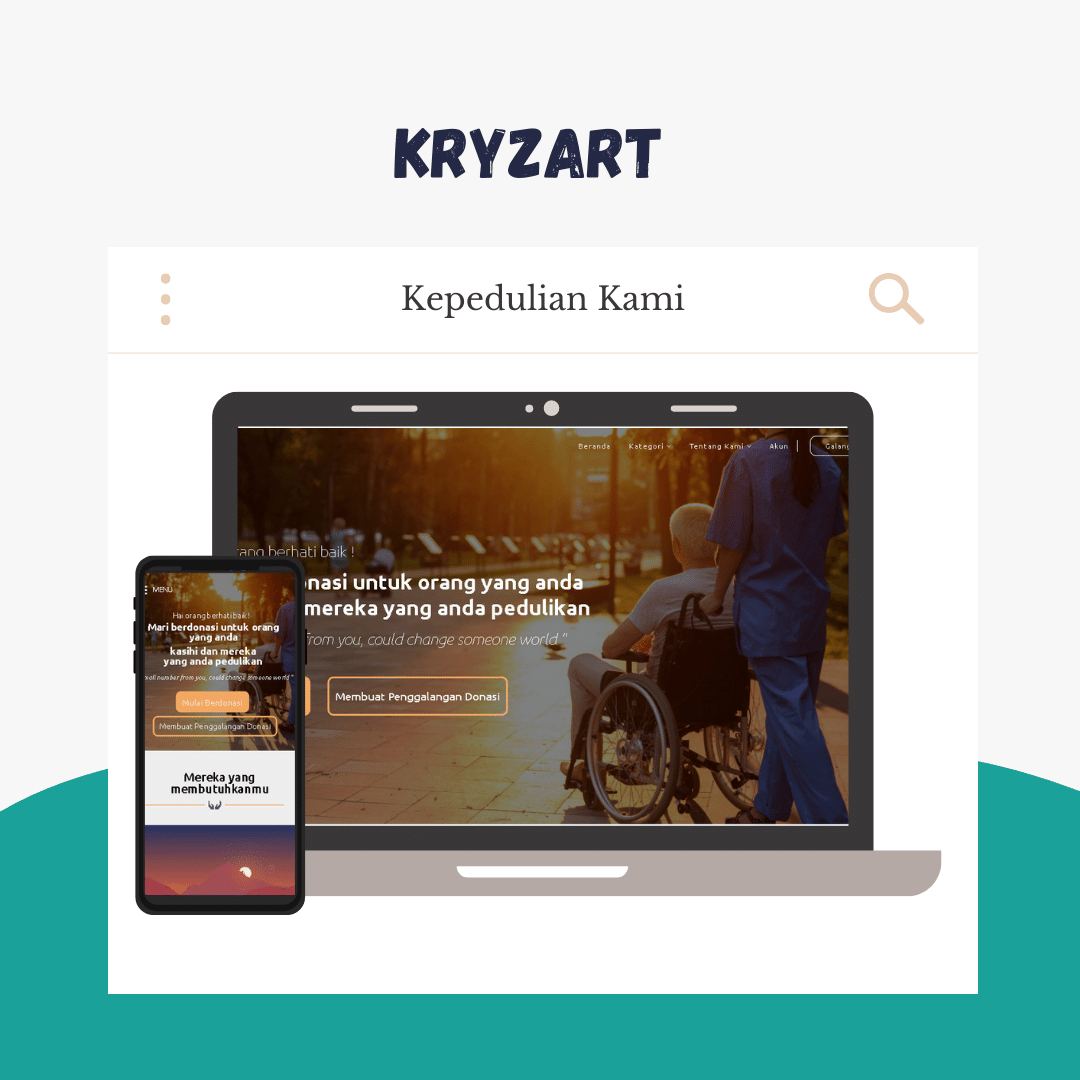 KRYZART
Kepedulian Kami
Beranda Kategori Tentang Kami Akun Galang
rang berhati baik !
onasi untuk orang yang anda
mereka yang anda pedulikan
from you, could change someone world "
Membuat Penggalangan Donasi
MENU
Hai orang berhati baik!
Mari berdonasi untuk orang
yang anda
kasihi dan mereka
yang anda pedulikan
mall number from you, could change someone world "
Mulai Berdonasi
Membuat Penggalangan Donasi
Mereka yang
membutuhkanmu